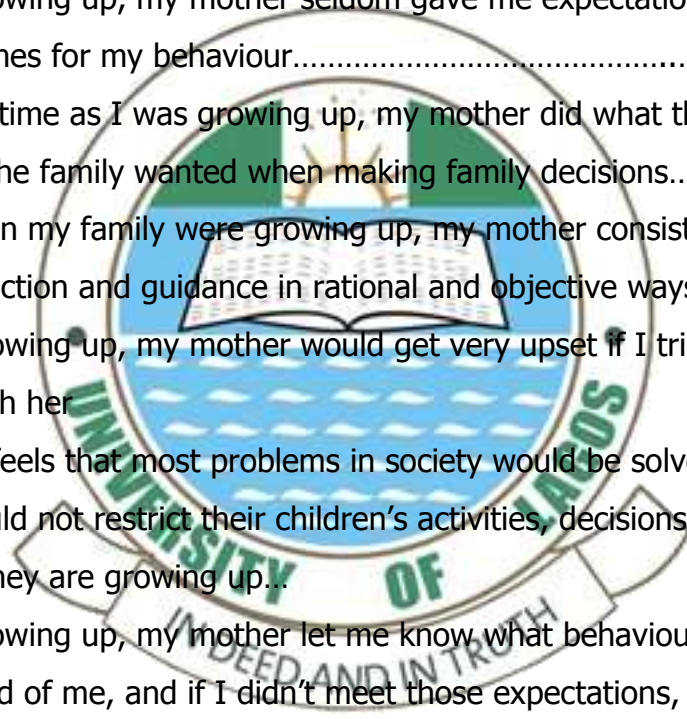 owing up, my mother seldom gave me expectatio
nes for my behaviour……………………………………..
time as I was growing up, my mother did what t
he family wanted when making family decisions…
n my family were growing up, my mother consist
ction and guidance in rational and objective ways
owing up, my mother would get very upset if I tri
h her
feels that most problems in society would be solve
uld not restrict their children's activities, decisions
hey are growing up…
owing up, my mother let me know what behaviou
d of me, and if I didn't meet those expectations,
UNIVERSITY OF LAGOS
IN DEED AND IN TRUTH